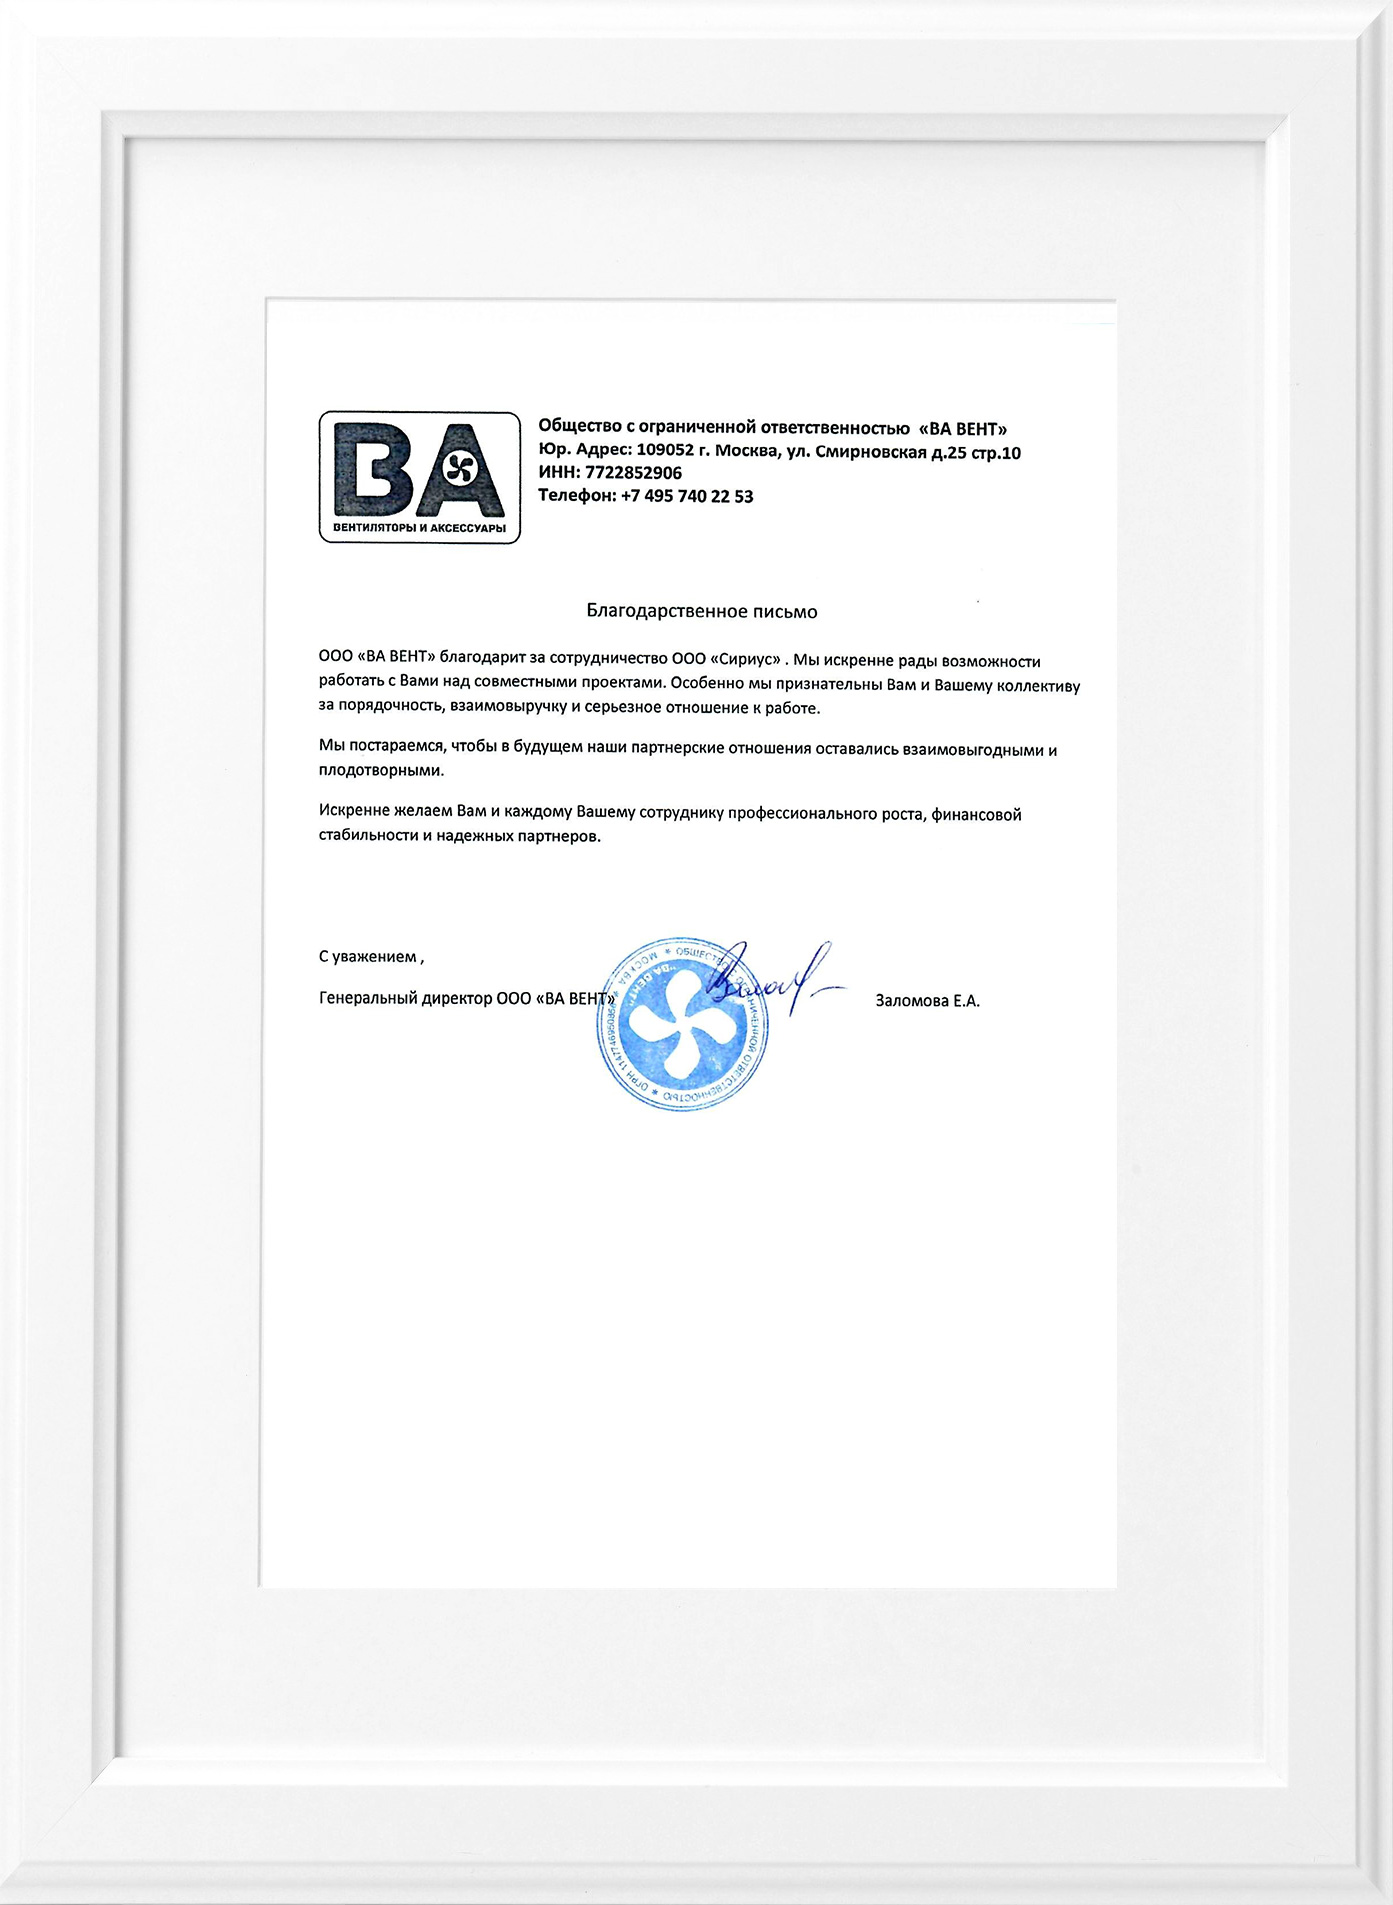 ВА
ВЕНТИЛЯТОРЫ И АКСЕССУАРЫ
Общество с ограниченной ответственностью «ВА ВЕНТ»
Юр. Адрес: 109052 г. Москва, ул. Смирновская д.25 стр.10
ИНН: 7722852906
Телефон: +7 495 740 22 53
Благодарственное письмо
ООО «ВА ВЕНТ» благодарит за сотрудничество ООО «Сириус» . Мы искренне рады возможности
работать с Вами над совместными проектами. Особенно мы признательны Вам и Вашему коллективу
за порядочность, взаимовыручку и серьезное отношение к работе.
Мы постараемся, чтобы в будущем наши партнерские отношения оставались взаимовыгодными и
плодотворными.
Искренне желаем Вам и каждому Вашему сотруднику профессионального роста, финансовой
стабильности и надежных партнеров.
С уважением ,
Генеральный директор ООО «ВА ВЕНТ»
Заломова Е.А.
ОБЩЕСТВО С ОГРАНИЧЕННОЙ ОТВЕТСТВЕННОСТЬЮ * ОГРН * МОСКВА *